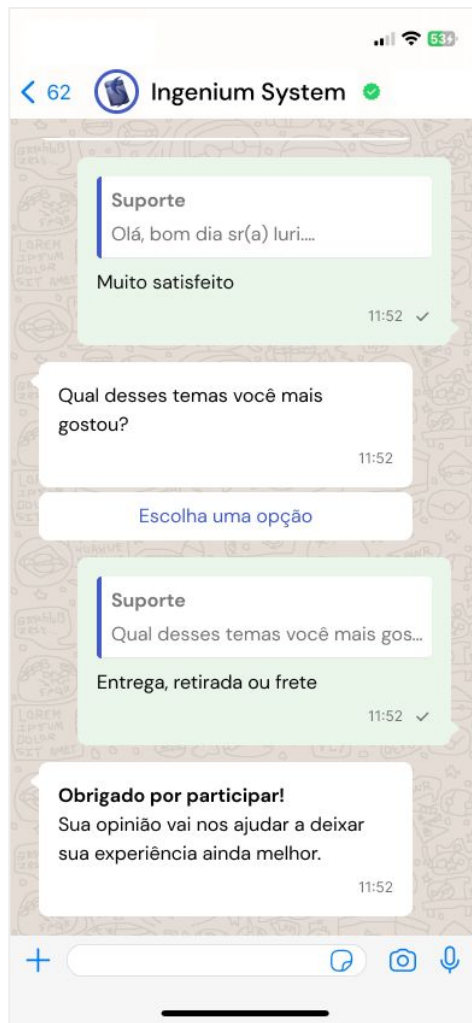 53
62
Ingenium System
Suporte
Olá, bom dia sr(a) Iuri....
Muito satisfeito
11:52
Qual desses temas você mais
gostou?
11:52
Escolha uma opção
Suporte
Qual desses temas você mais gos...
Entrega, retirada ou frete
11:52
Obrigado por participar!
Sua opinião vai nos ajudar a deixar
sua experiência ainda melhor.
11:52